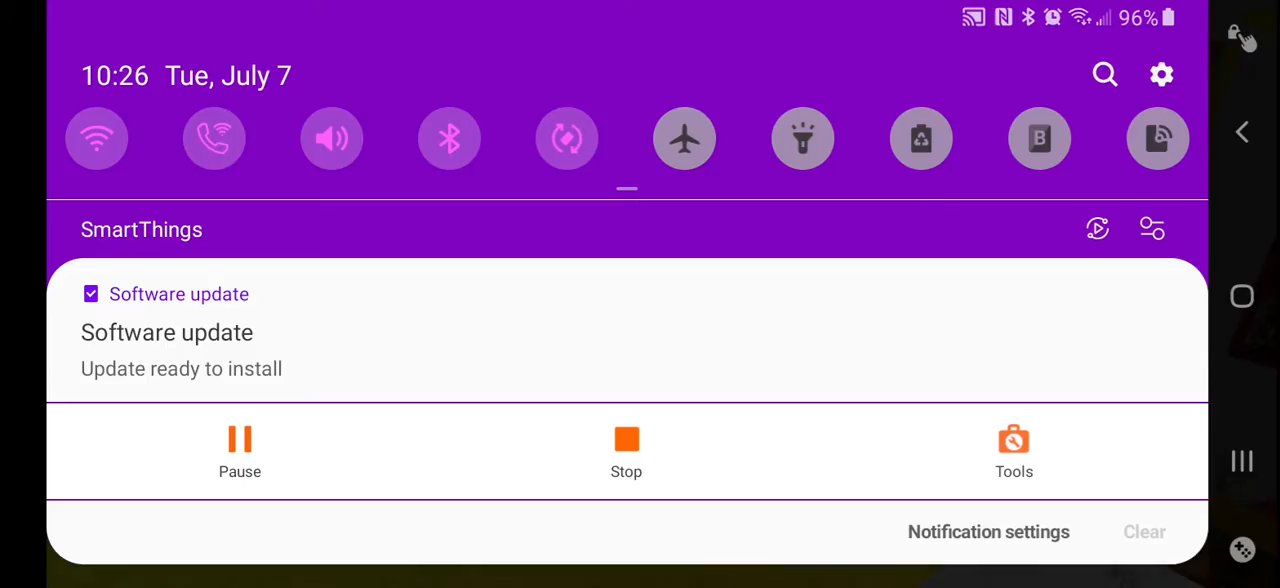 96%
10:26 Tue, July 7
B
SmartThings
Software update
Software update
Update ready to install
Pause Stop Tools
Notification settings Clear